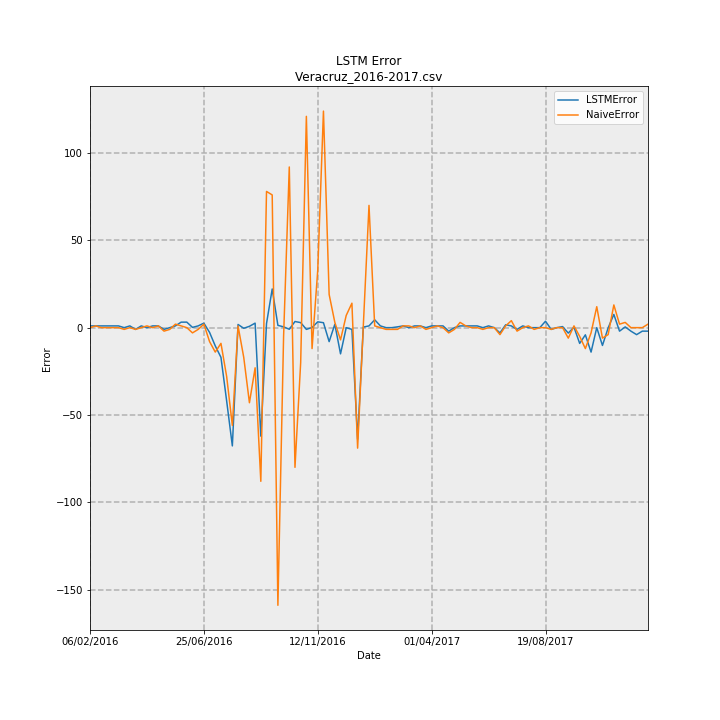 LSTM Error
Veracruz_2016-2017.csv
LSTMError
NaiveError
100
50
0
−50
−100
−150
Error
06/02/2016 25/06/2016 12/11/2016 01/04/2017 19/08/2017
Date